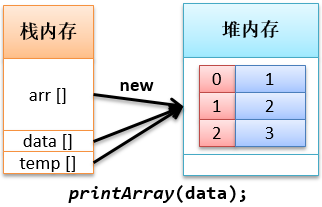 栈内存
堆内存
arr []
new
0 1
1 2
2 3
data []
temp []
printArray(data);